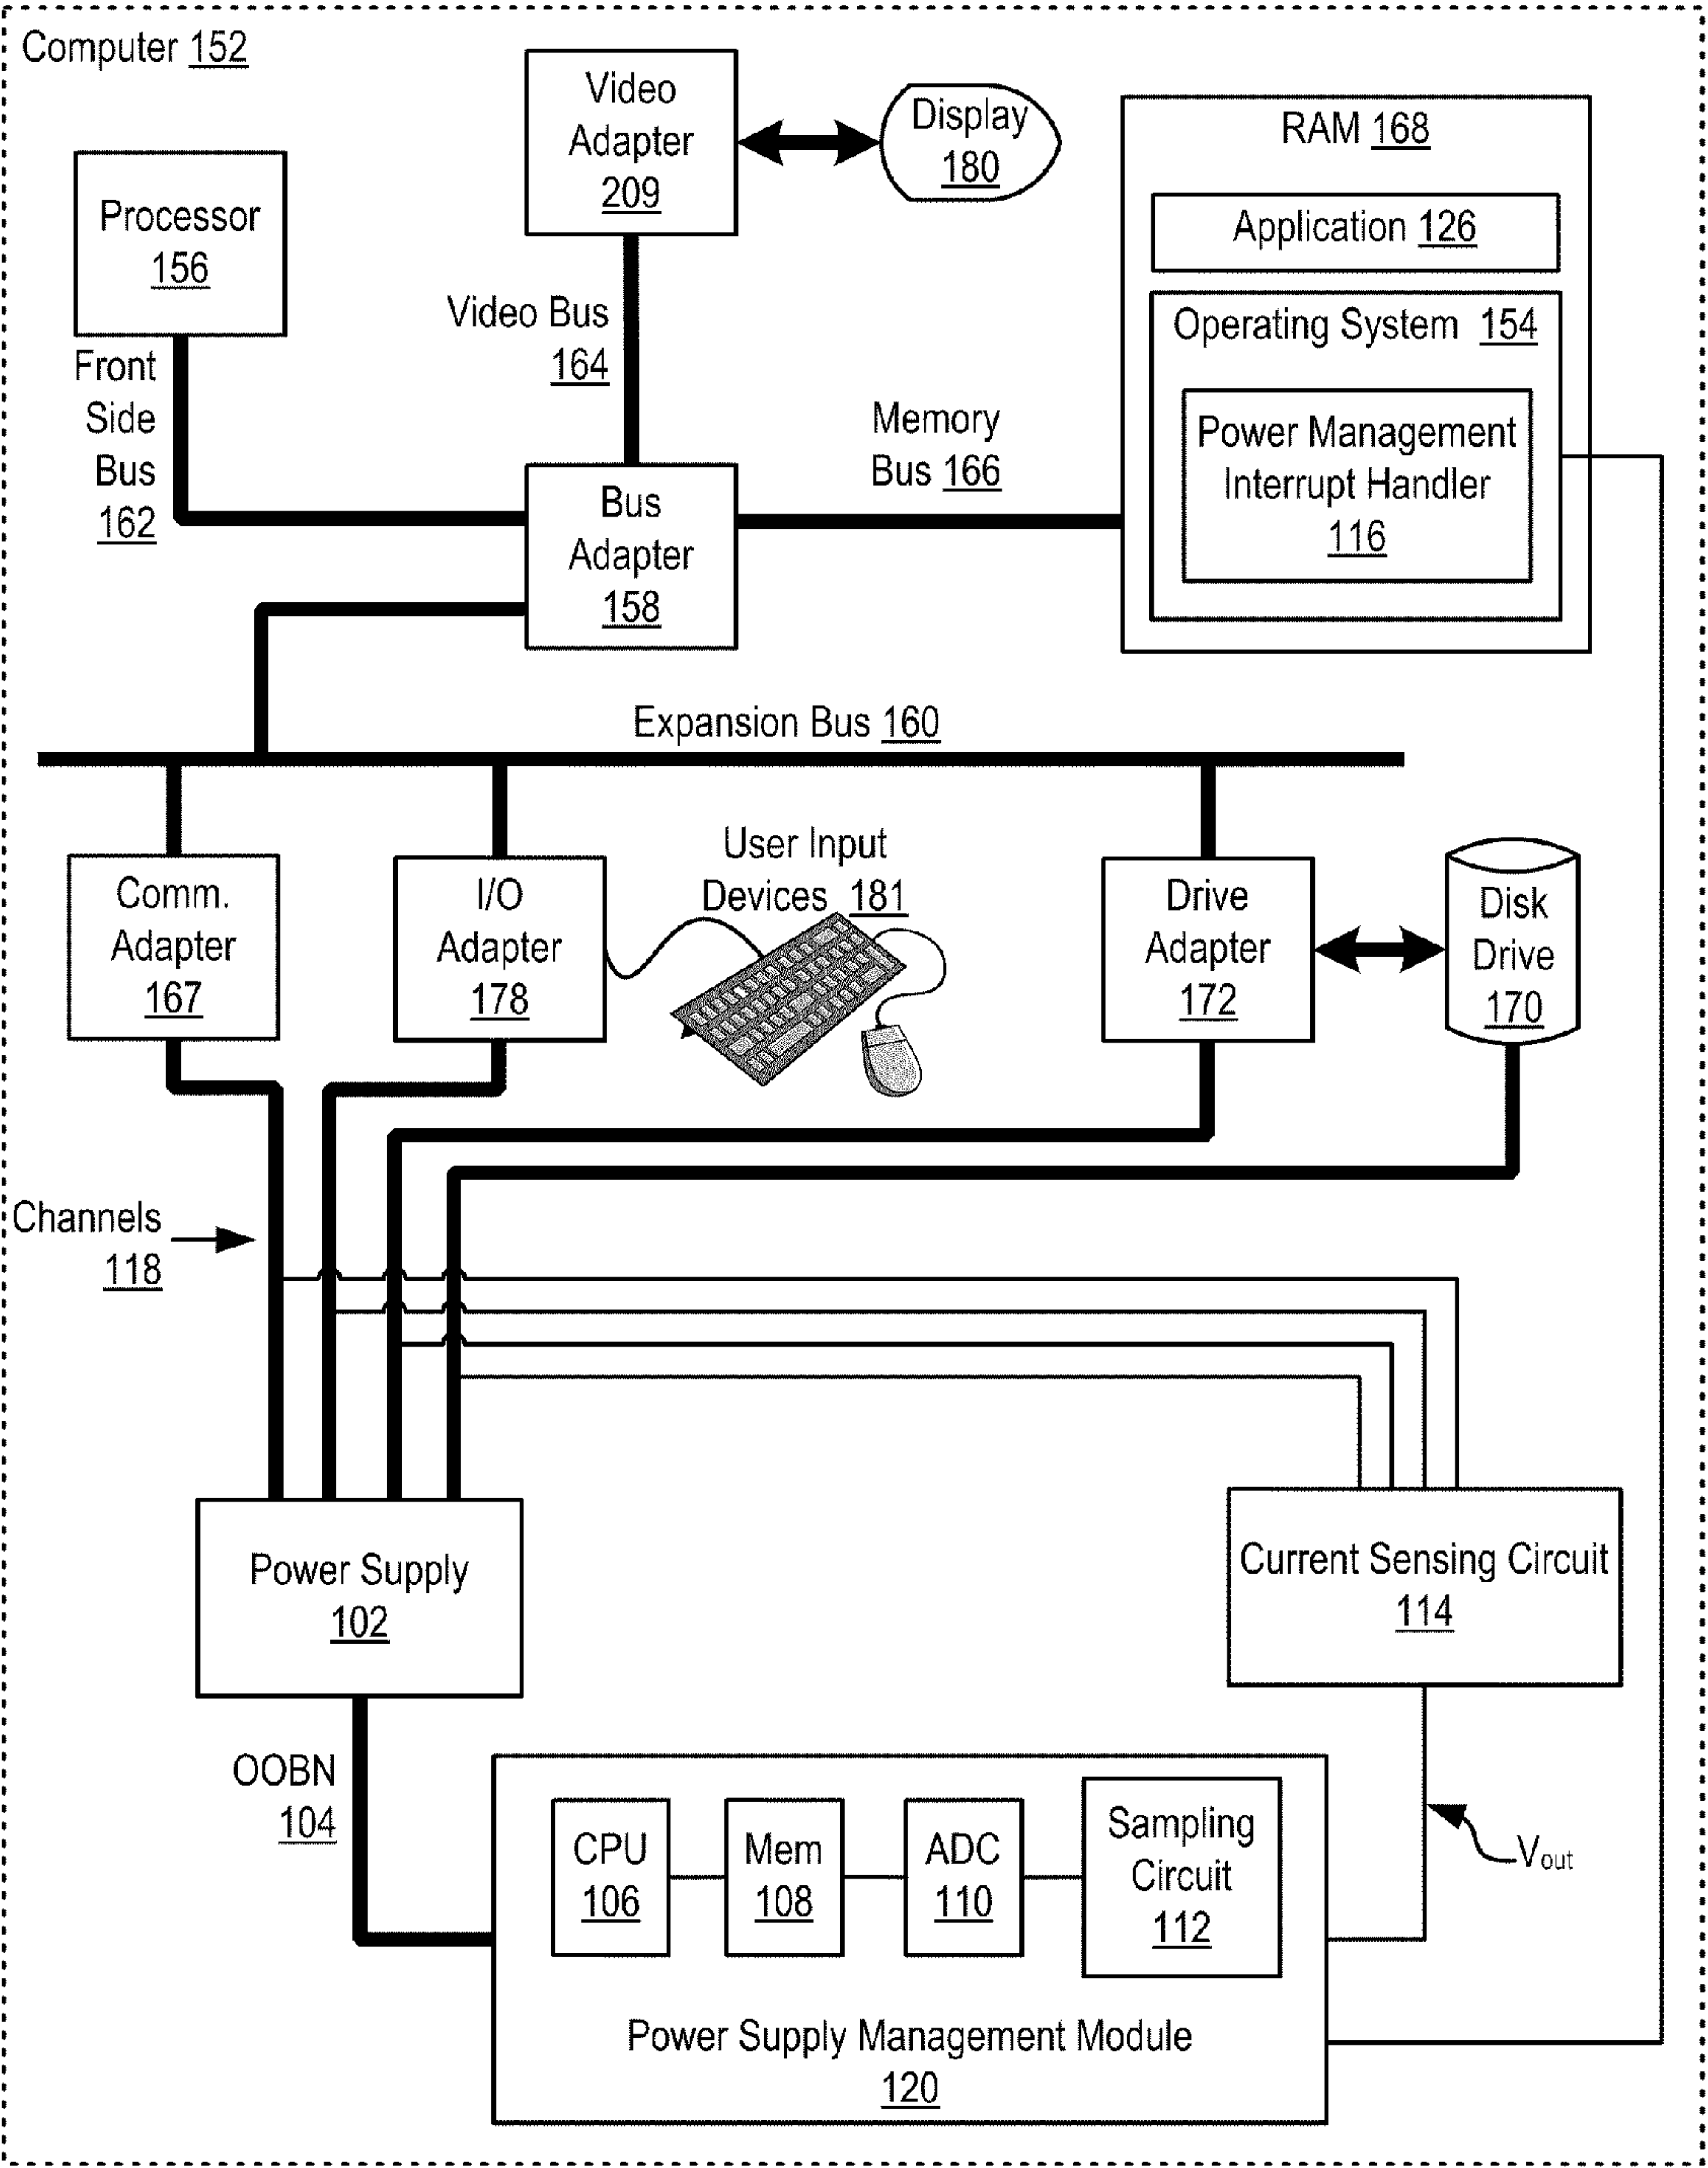 Computer 152
Video
Adapter
209
Display
180
RAM 168
Application 126
Operating System 154
Power Management
Interrupt Handler
116
Processor
156
Front
Side
Bus
162
Video Bus
164
Memory
Bus 166
Bus
Adapter
158
Expansion Bus 160
Comm.
Adapter
167
I/O
Adapter
178
User Input
Devices 181
Drive
Adapter
172
Disk
Drive
170
Channels
118
Power Supply
102
Current Sensing Circuit
114
OOBN
104
CPU
106
Mem
108
ADC
110
Sampling
Circuit
112
Vout
Power Supply Management Module
120